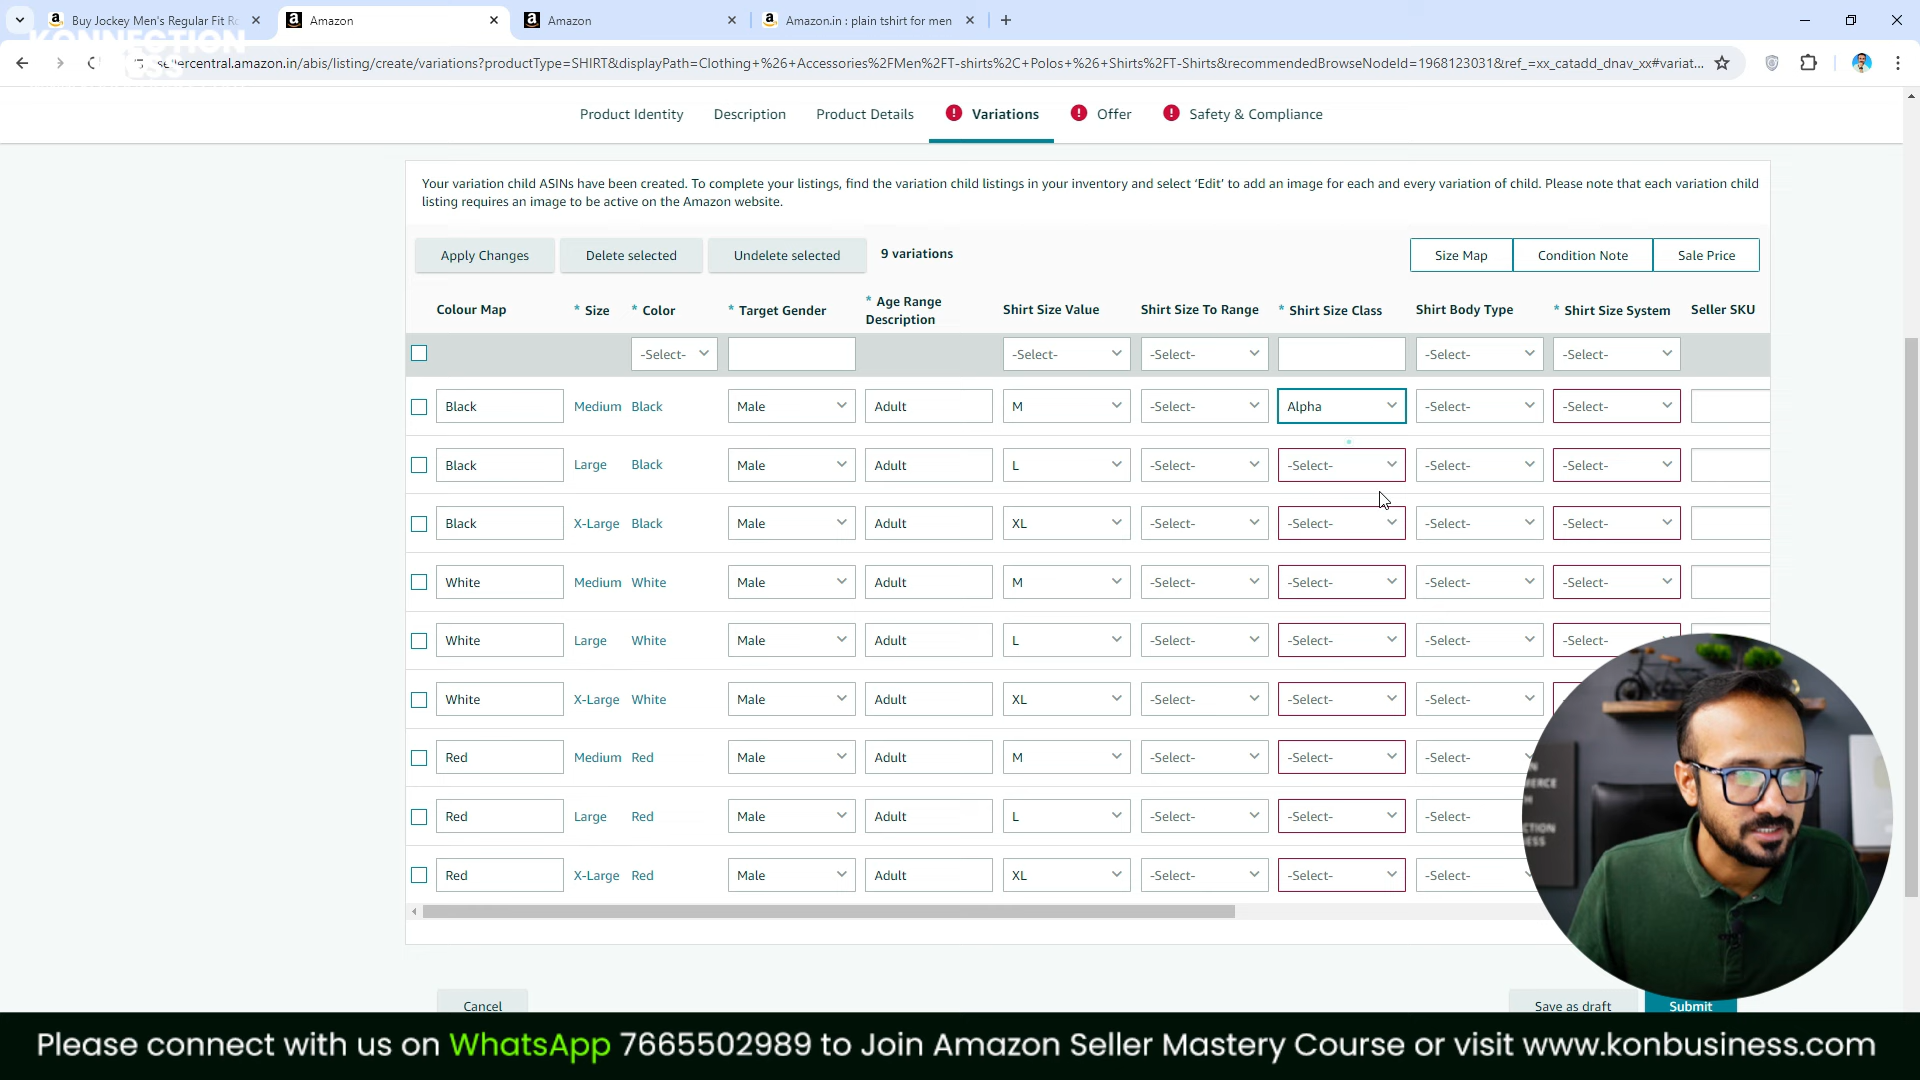 Buy Jockey Men's Regular Fit Ro
Amazon
Amazon
Amazon.in : plain tshirt for men
KONNECTION
sellercentral.amazon.in/abis/listing/create/variations?productType=SHIRT&displayPath=Clothing+%26+Accessories%2FMen%2FT-shirts%2C+Polos+%26+Shirts%2FT-Shirts&recommendedBrowseNodeId=1968123031&ref_=xx_catadd_dnav_xx#variat...
Product Identity Description Product Details Variations Offer Safety & Compliance
Your variation child ASINs have been created. To complete your listings, find the variation child listings in your inventory and select ‘Edit’ to add an image for each and every variation of child. Please note that each variation child
listing requires an image to be active on the Amazon website.
Apply Changes Delete selected Undelete selected 9 variations Size Map Condition Note Sale Price
Colour Map * Size * Color * Target Gender * Age Range Description Shirt Size Value Shirt Size To Range * Shirt Size Class Shirt Body Type * Shirt Size System Seller SKU
-Select- -Select- -Select- -Select- -Select-
Black Medium Black Male Adult M -Select- Alpha -Select- -Select-
Black Large Black Male Adult L -Select- -Select- -Select- -Select-
Black X-Large Black Male Adult XL -Select- -Select- -Select- -Select-
White Medium White Male Adult M -Select- -Select- -Select- -Select-
White Large White Male Adult L -Select- -Select- -Select- -Select-
White X-Large White Male Adult XL -Select- -Select- -Select-
Red Medium Red Male Adult M -Select- -Select- -Select-
Red Large Red Male Adult L -Select- -Select- -Select-
Red X-Large Red Male Adult XL -Select- -Select- -Select-
Cancel Save as draft Submit
Please connect with us on WhatsApp 7665502989 to Join Amazon Seller Mastery Course or visit www.konbusiness.com